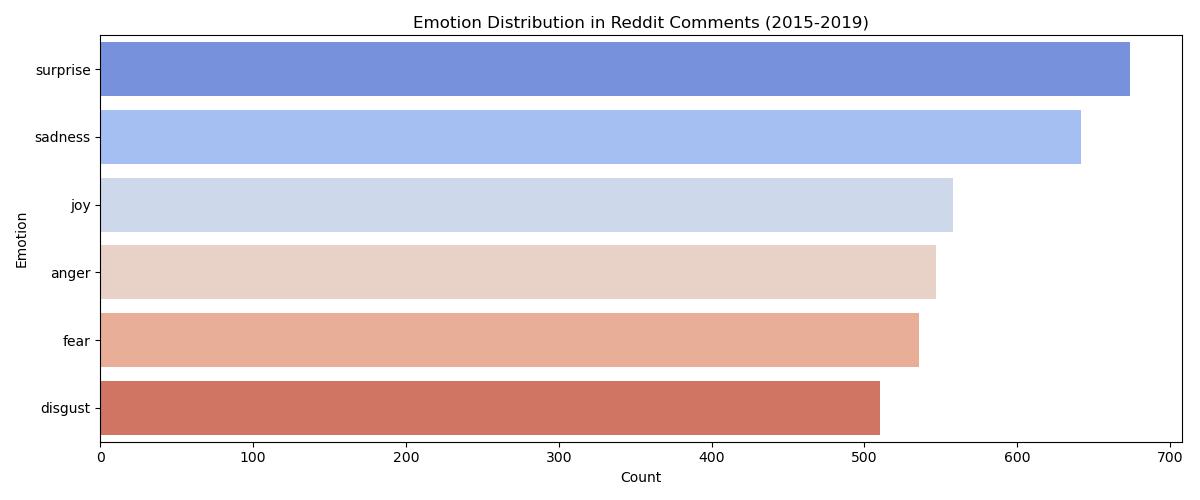 Emotion Distribution in Reddit Comments (2015-2019)
Emotion
surprise
sadness
joy
anger
fear
disgust
0 100 200 300 400 500 600 700
Count